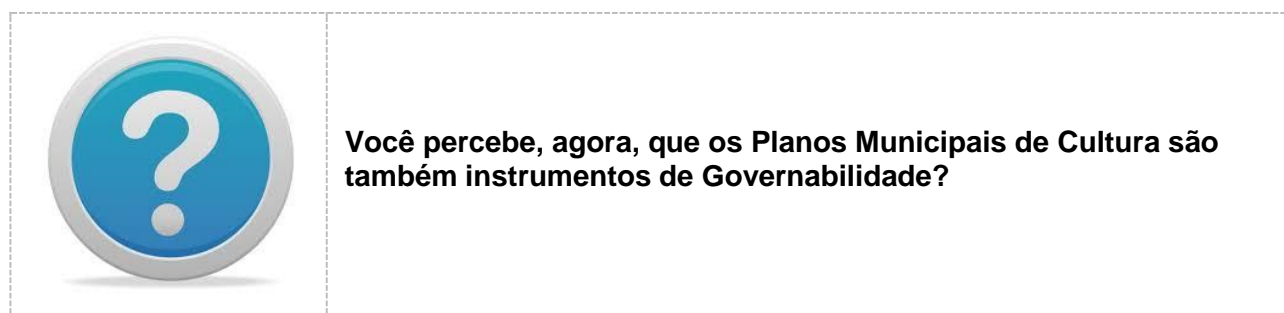 Você percebe, agora, que os Planos Municipais de Cultura são
também instrumentos de Governabilidade?